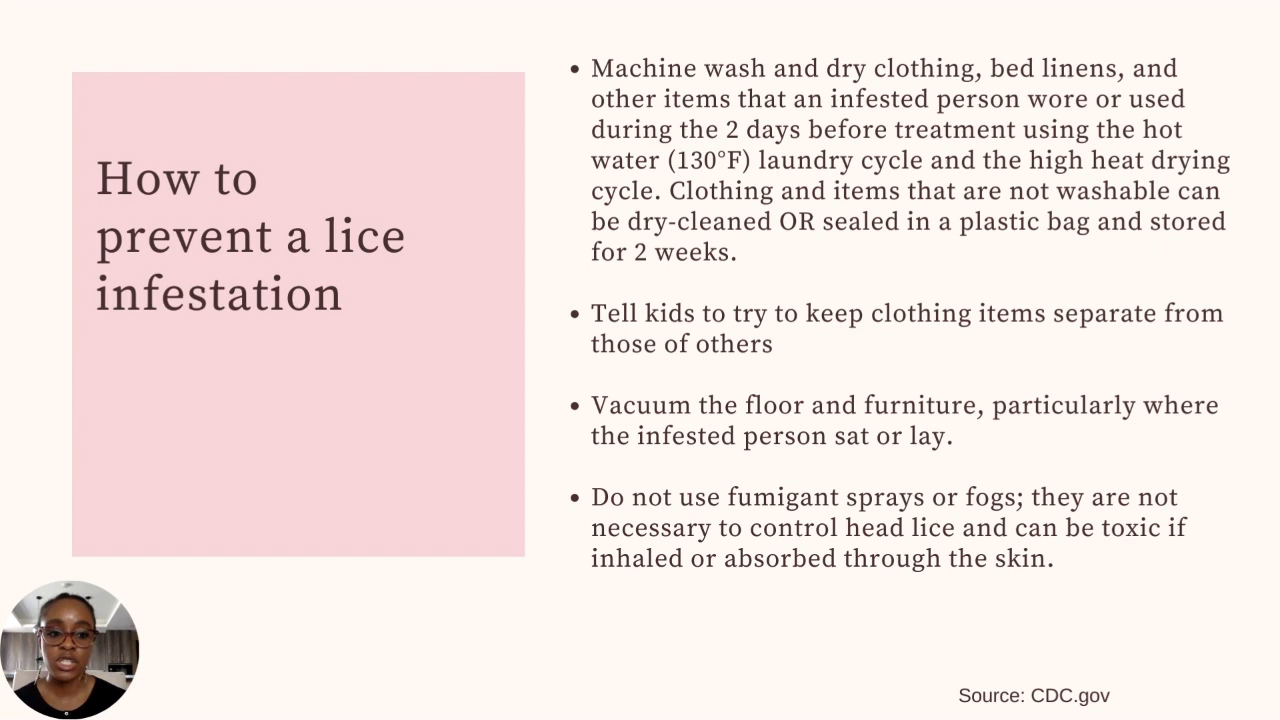 How to
prevent a lice
infestation
• Machine wash and dry clothing, bed linens, and
other items that an infested person wore or used
during the 2 days before treatment using the hot
water (130°F) laundry cycle and the high heat drying
cycle. Clothing and items that are not washable can
be dry-cleaned OR sealed in a plastic bag and stored
for 2 weeks.
• Tell kids to try to keep clothing items separate from
those of others
• Vacuum the floor and furniture, particularly where
the infested person sat or lay.
• Do not use fumigant sprays or fogs; they are not
necessary to control head lice and can be toxic if
inhaled or absorbed through the skin.
Source: CDC.gov